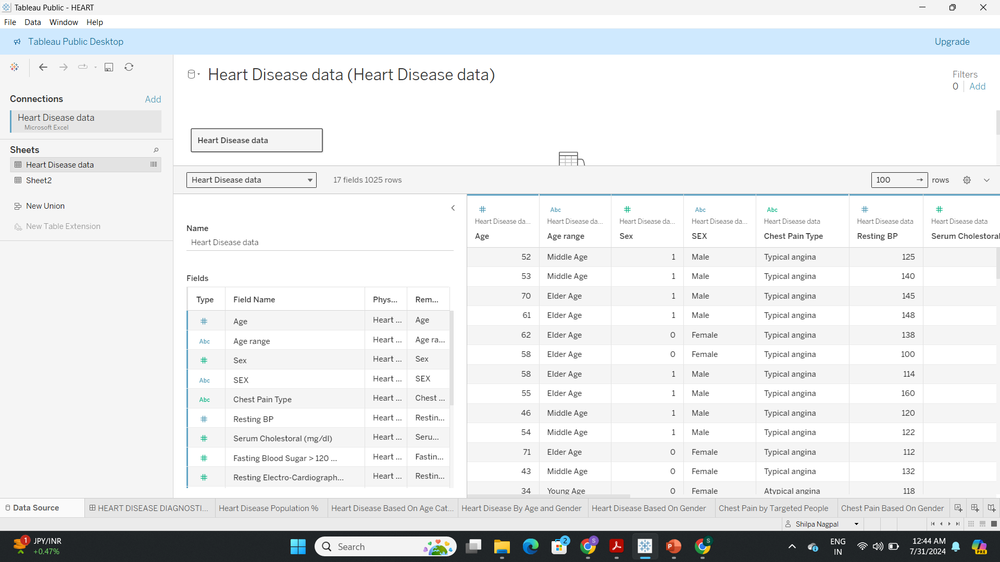 Tableau Public - HEART
File Data Window Help
Tableau Public Desktop Upgrade
Connections Add
Heart Disease data
Microsoft Excel
Sheets
Heart Disease data
Sheet2
New Union
New Table Extension
Heart Disease data (Heart Disease data)
Filters
0 Add
Heart Disease data
Heart Disease data 17 fields 1025 rows 100 rows
Name
Heart Disease data
Fields
Type Field Name Phys... Rem...
# Age Heart ... Age
Abc Age range Heart ... Age ra...
# Sex Heart ... Sex
Abc SEX Heart ... SEX
Abc Chest Pain Type Heart ... Chest ...
# Resting BP Heart ... Restin...
# Serum Cholestoral (mg/dl) Heart ... Seru...
# Fasting Blood Sugar > 120 ... Heart ... Fastin...
# Resting Electro-Cardiograph... Heart ... Restin...
# Abc # Abc Abc # #
Heart Disease da... Heart Disease da... Heart Disease da... Heart Disease da... Heart Disease data Heart Disease data Heart Disease data
Age Age range Sex SEX Chest Pain Type Resting BP Serum Cholestoral
52 Middle Age 1 Male Typical angina 125
53 Middle Age 1 Male Typical angina 140
70 Elder Age 1 Male Typical angina 145
61 Elder Age 1 Male Typical angina 148
62 Elder Age 0 Female Typical angina 138
58 Elder Age 0 Female Typical angina 100
58 Elder Age 1 Male Typical angina 114
55 Elder Age 1 Male Typical angina 160
46 Middle Age 1 Male Typical angina 120
54 Middle Age 1 Male Typical angina 122
71 Elder Age 0 Female Typical angina 112
43 Middle Age 0 Female Typical angina 132
34 Young Age 0 Female Atypical angina 118
Data Source HEART DISEASE DIAGNOSTI... Heart Disease Population % Heart Disease Based On Age Cat... Heart Disease By Age and Gender Heart Disease Based On Gender Chest Pain by Targeted People Chest Pain Based On Gender
Shilpa Nagpal
1 JPY/INR
+0.47%
Search
2
S
S
ENG
IN
12:44 AM
7/31/2024
PRE